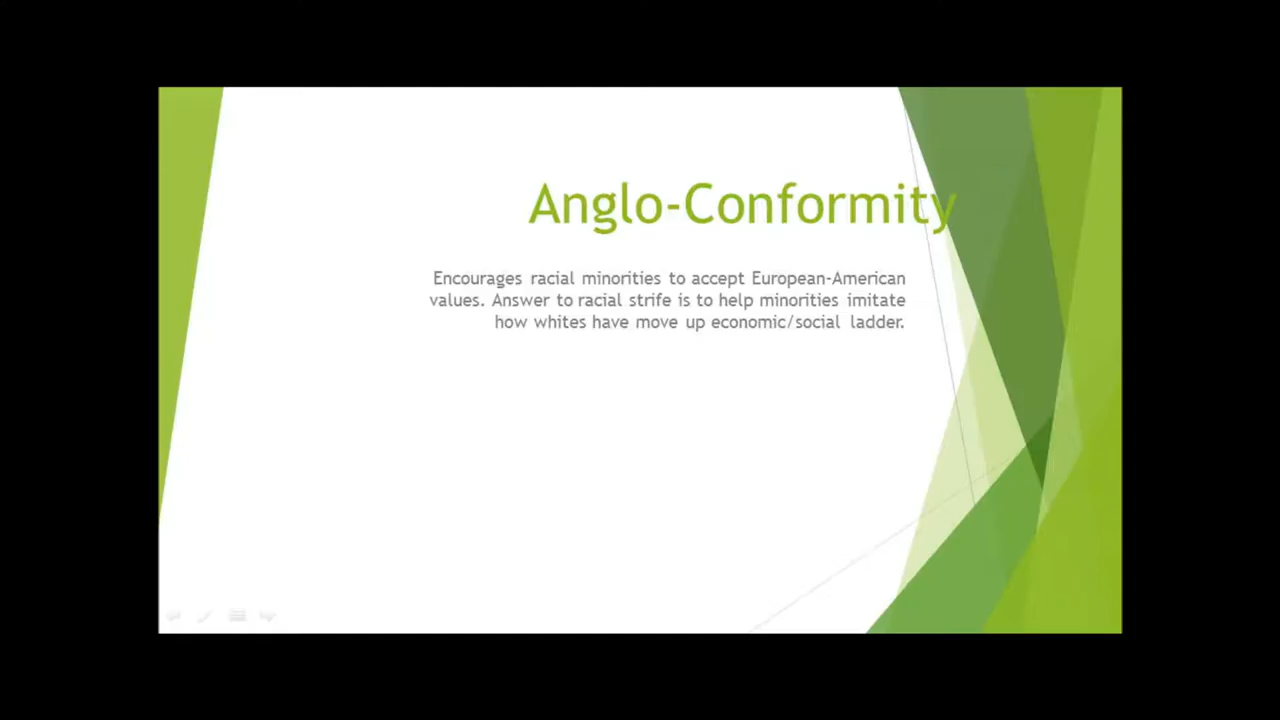 Anglo-Conformity
Encourages racial minorities to accept European-American
values. Answer to racial strife is to help minorities imitate
how whites have move up economic/social ladder.